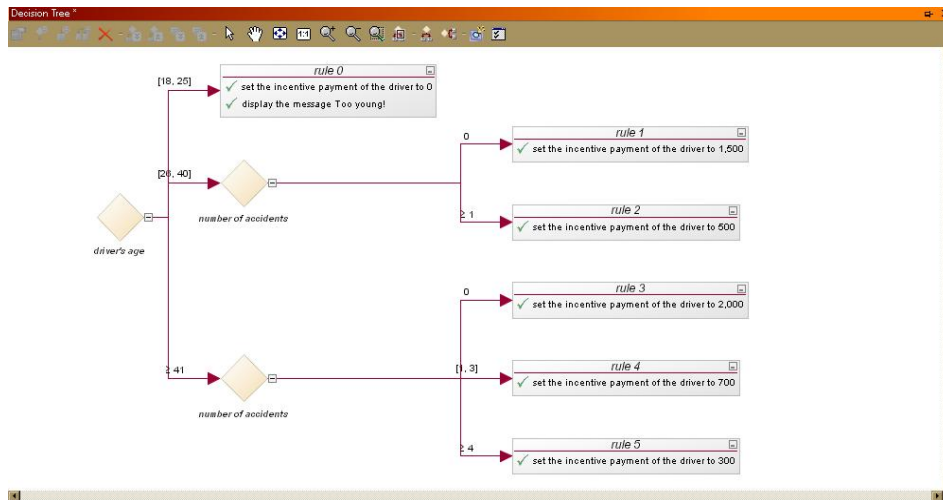 Decision Tree *
1:1
[18, 25]
rule 0
set the incentive payment of the driver to 0
display the message Too young!
[26, 40]
number of accidents
0
rule 1
set the incentive payment of the driver to 1,500
≥ 1
rule 2
set the incentive payment of the driver to 500
driver's age
≥ 41
number of accidents
0
rule 3
set the incentive payment of the driver to 2,000
[1, 3]
rule 4
set the incentive payment of the driver to 700
≥ 4
rule 5
set the incentive payment of the driver to 300